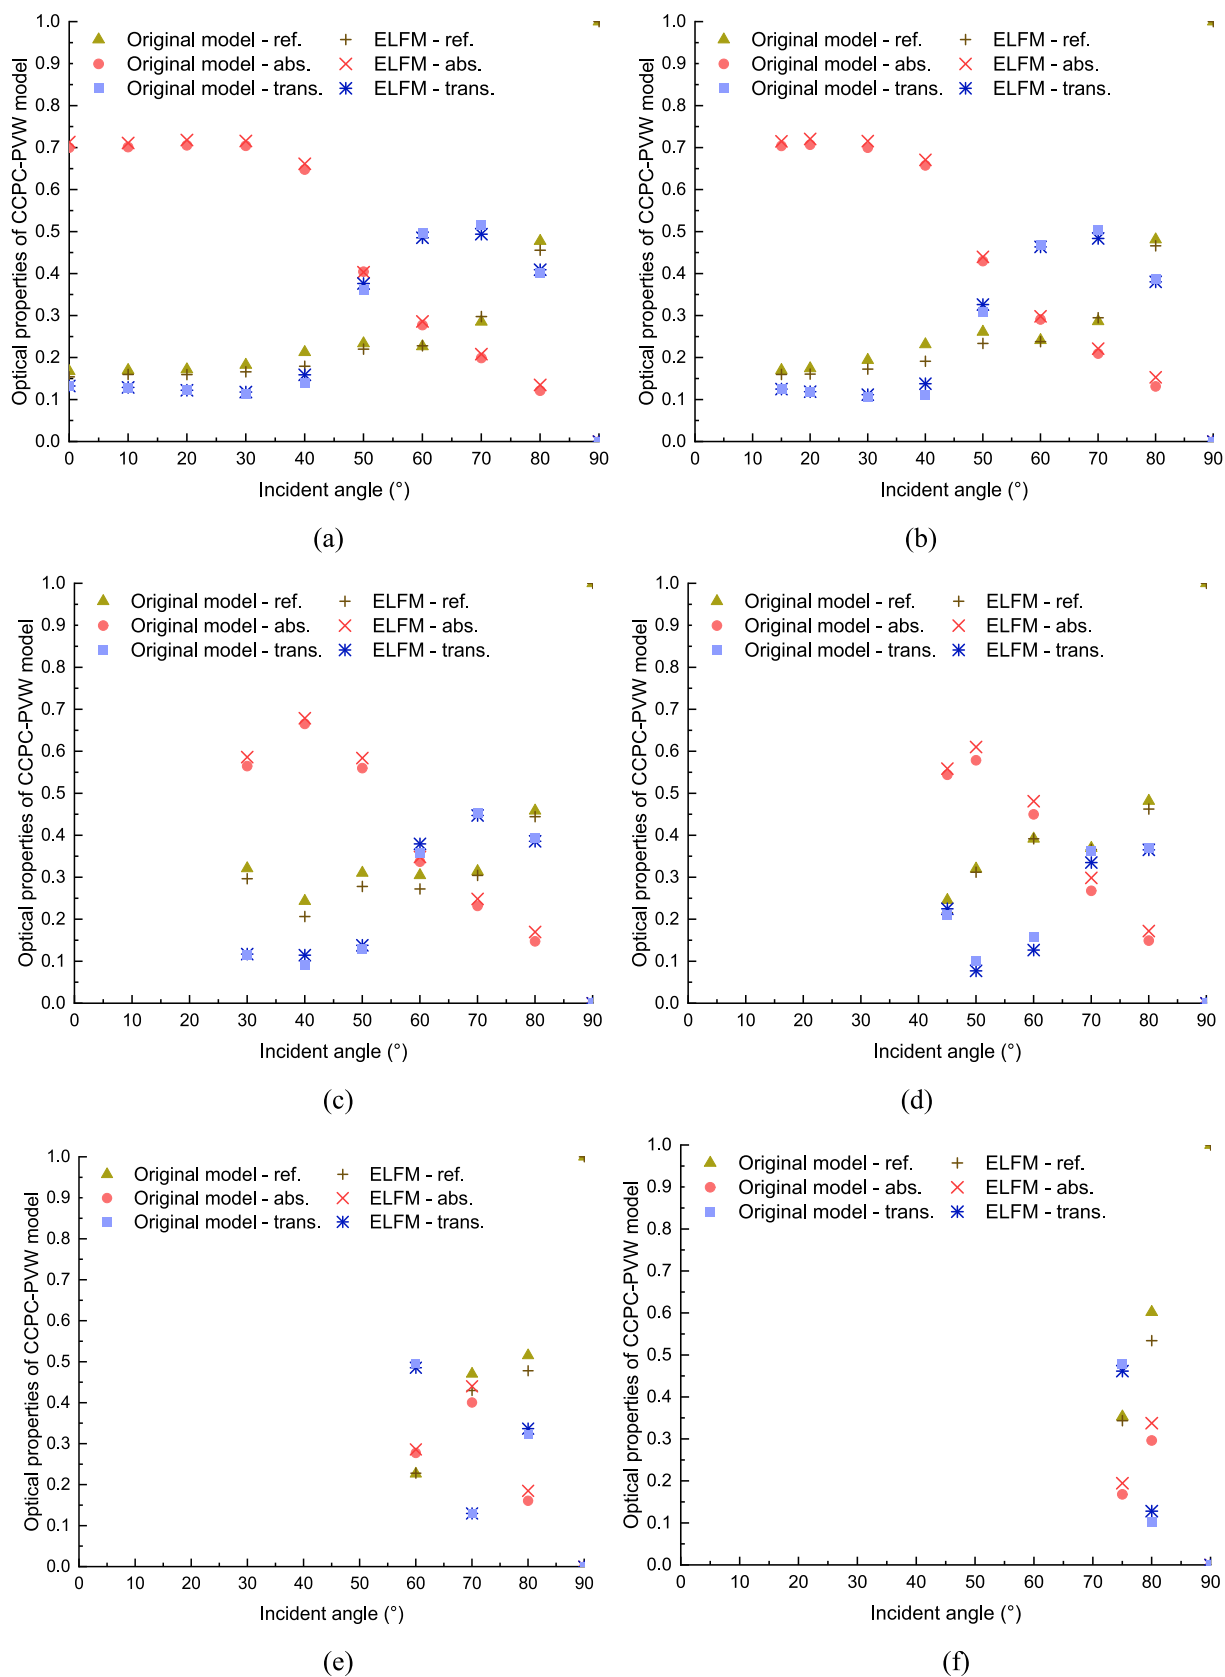 1.0
0.9
0.8
0.7
0.6
0.5
0.4
0.3
0.2
0.1
0.0
Optical properties of CCPC-PVW model
Original model - ref.
Original model - abs.
Original model - trans.
ELFM - ref.
ELFM - abs.
ELFM - trans.
0 10 20 30 40 50 60 70 80 90
Incident angle (°)
(a)
1.0
0.9
0.8
0.7
0.6
0.5
0.4
0.3
0.2
0.1
0.0
Optical properties of CCPC-PVW model
Original model - ref.
Original model - abs.
Original model - trans.
ELFM - ref.
ELFM - abs.
ELFM - trans.
0 10 20 30 40 50 60 70 80 90
Incident angle (°)
(b)
1.0
0.9
0.8
0.7
0.6
0.5
0.4
0.3
0.2
0.1
0.0
Optical properties of CCPC-PVW model
Original model - ref.
Original model - abs.
Original model - trans.
ELFM - ref.
ELFM - abs.
ELFM - trans.
0 10 20 30 40 50 60 70 80 90
Incident angle (°)
(c)
1.0
0.9
0.8
0.7
0.6
0.5
0.4
0.3
0.2
0.1
0.0
Optical properties of CCPC-PVW model
Original model - ref.
Original model - abs.
Original model - trans.
ELFM - ref.
ELFM - abs.
ELFM - trans.
0 10 20 30 40 50 60 70 80 90
Incident angle (°)
(d)
1.0
0.9
0.8
0.7
0.6
0.5
0.4
0.3
0.2
0.1
0.0
Optical properties of CCPC-PVW model
Original model - ref.
Original model - abs.
Original model - trans.
ELFM - ref.
ELFM - abs.
ELFM - trans.
0 10 20 30 40 50 60 70 80 90
Incident angle (°)
(e)
1.0
0.9
0.8
0.7
0.6
0.5
0.4
0.3
0.2
0.1
0.0
Optical properties of CCPC-PVW model
Original model - ref.
Original model - abs.
Original model - trans.
ELFM - ref.
ELFM - abs.
ELFM - trans.
0 10 20 30 40 50 60 70 80 90
Incident angle (°)
(f)